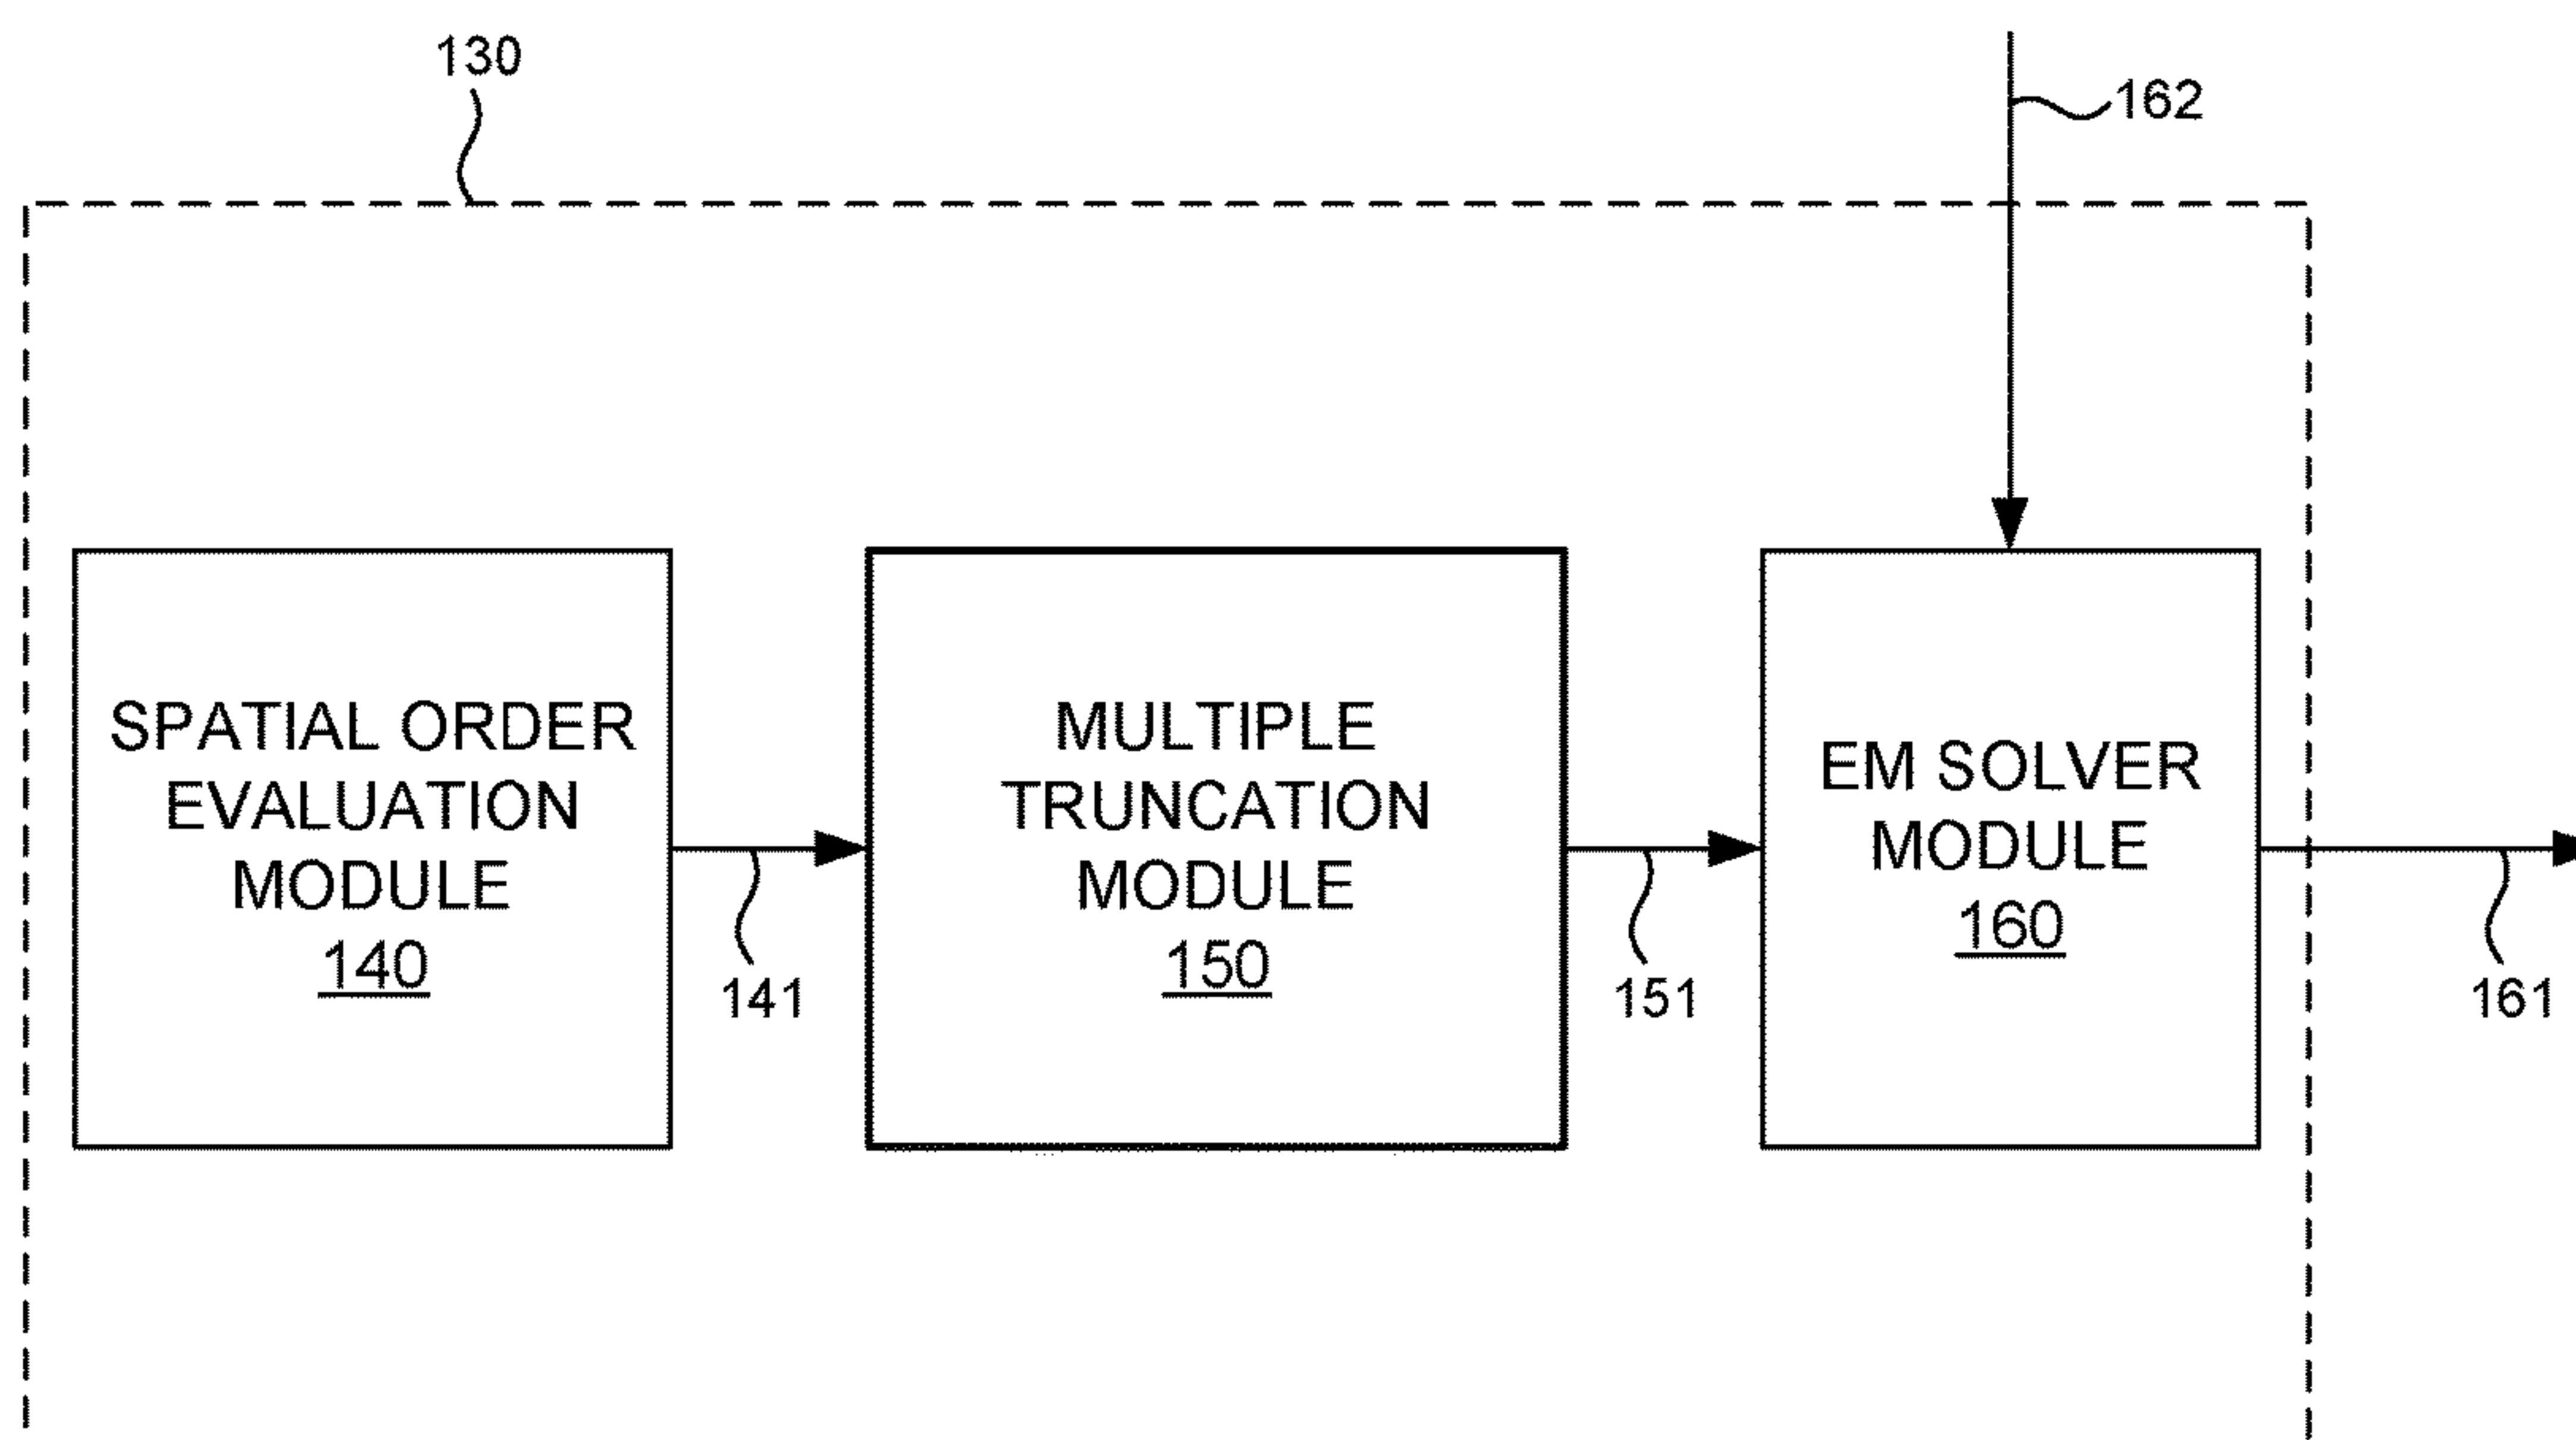 130
162
SPATIAL ORDER
EVALUATION
MODULE
140
141
MULTIPLE
TRUNCATION
MODULE
150
151
EM SOLVER
MODULE
160
161